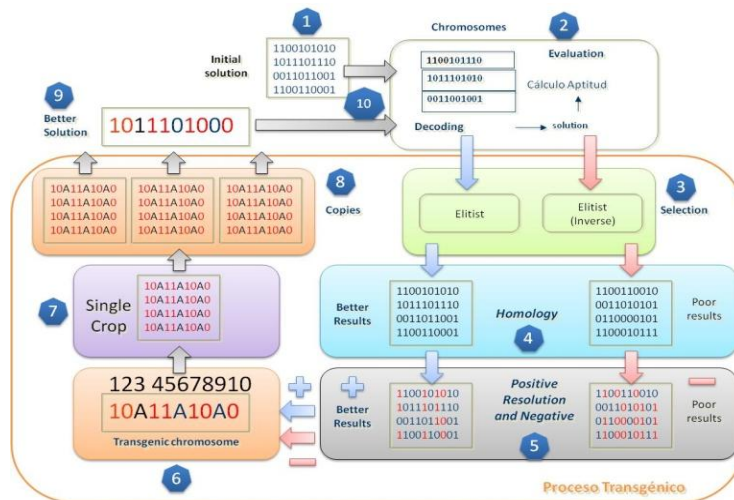 1
Initial
solution
1100101010
1011101110
0011011001
1100110001
Chromosomes
2
Evaluation
1100101110
1011101010
0011001001
Cálculo Aptitud
Decoding
solution
10
9
Better
Solution
1011101000
8
Copies
10A11A10A0
10A11A10A0
10A11A10A0
10A11A10A0
10A11A10A0
10A11A10A0
10A11A10A0
10A11A10A0
10A11A10A0
10A11A10A0
10A11A10A0
10A11A10A0
3
Selection
Elitist
Elitist
(Inverse)
7
Single
Crop
10A11A10A0
10A11A10A0
10A11A10A0
10A11A10A0
Better
Results
1100101010
1011101110
0011011001
1100110001
Homology
4
1100110010
0011010101
0110000101
1100010111
Poor
results
123 45678910
10A11A10A0
Transgenic chromosome
6
Better
Results
1100101010
1011101110
0011011001
1100110001
Positive
Resolution
and Negative
5
1100110010
0011010101
0110000101
1100010111
Poor
results
Proceso Transgénico